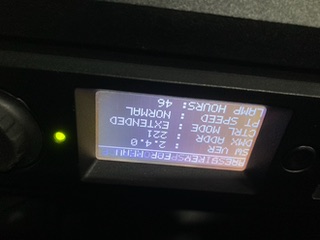 SW VER : 2.4.0
DMX ADDR : 221
CTRL MODE : EXTENDED
PT SPEED : NORMAL
LAMP HOURS: 46